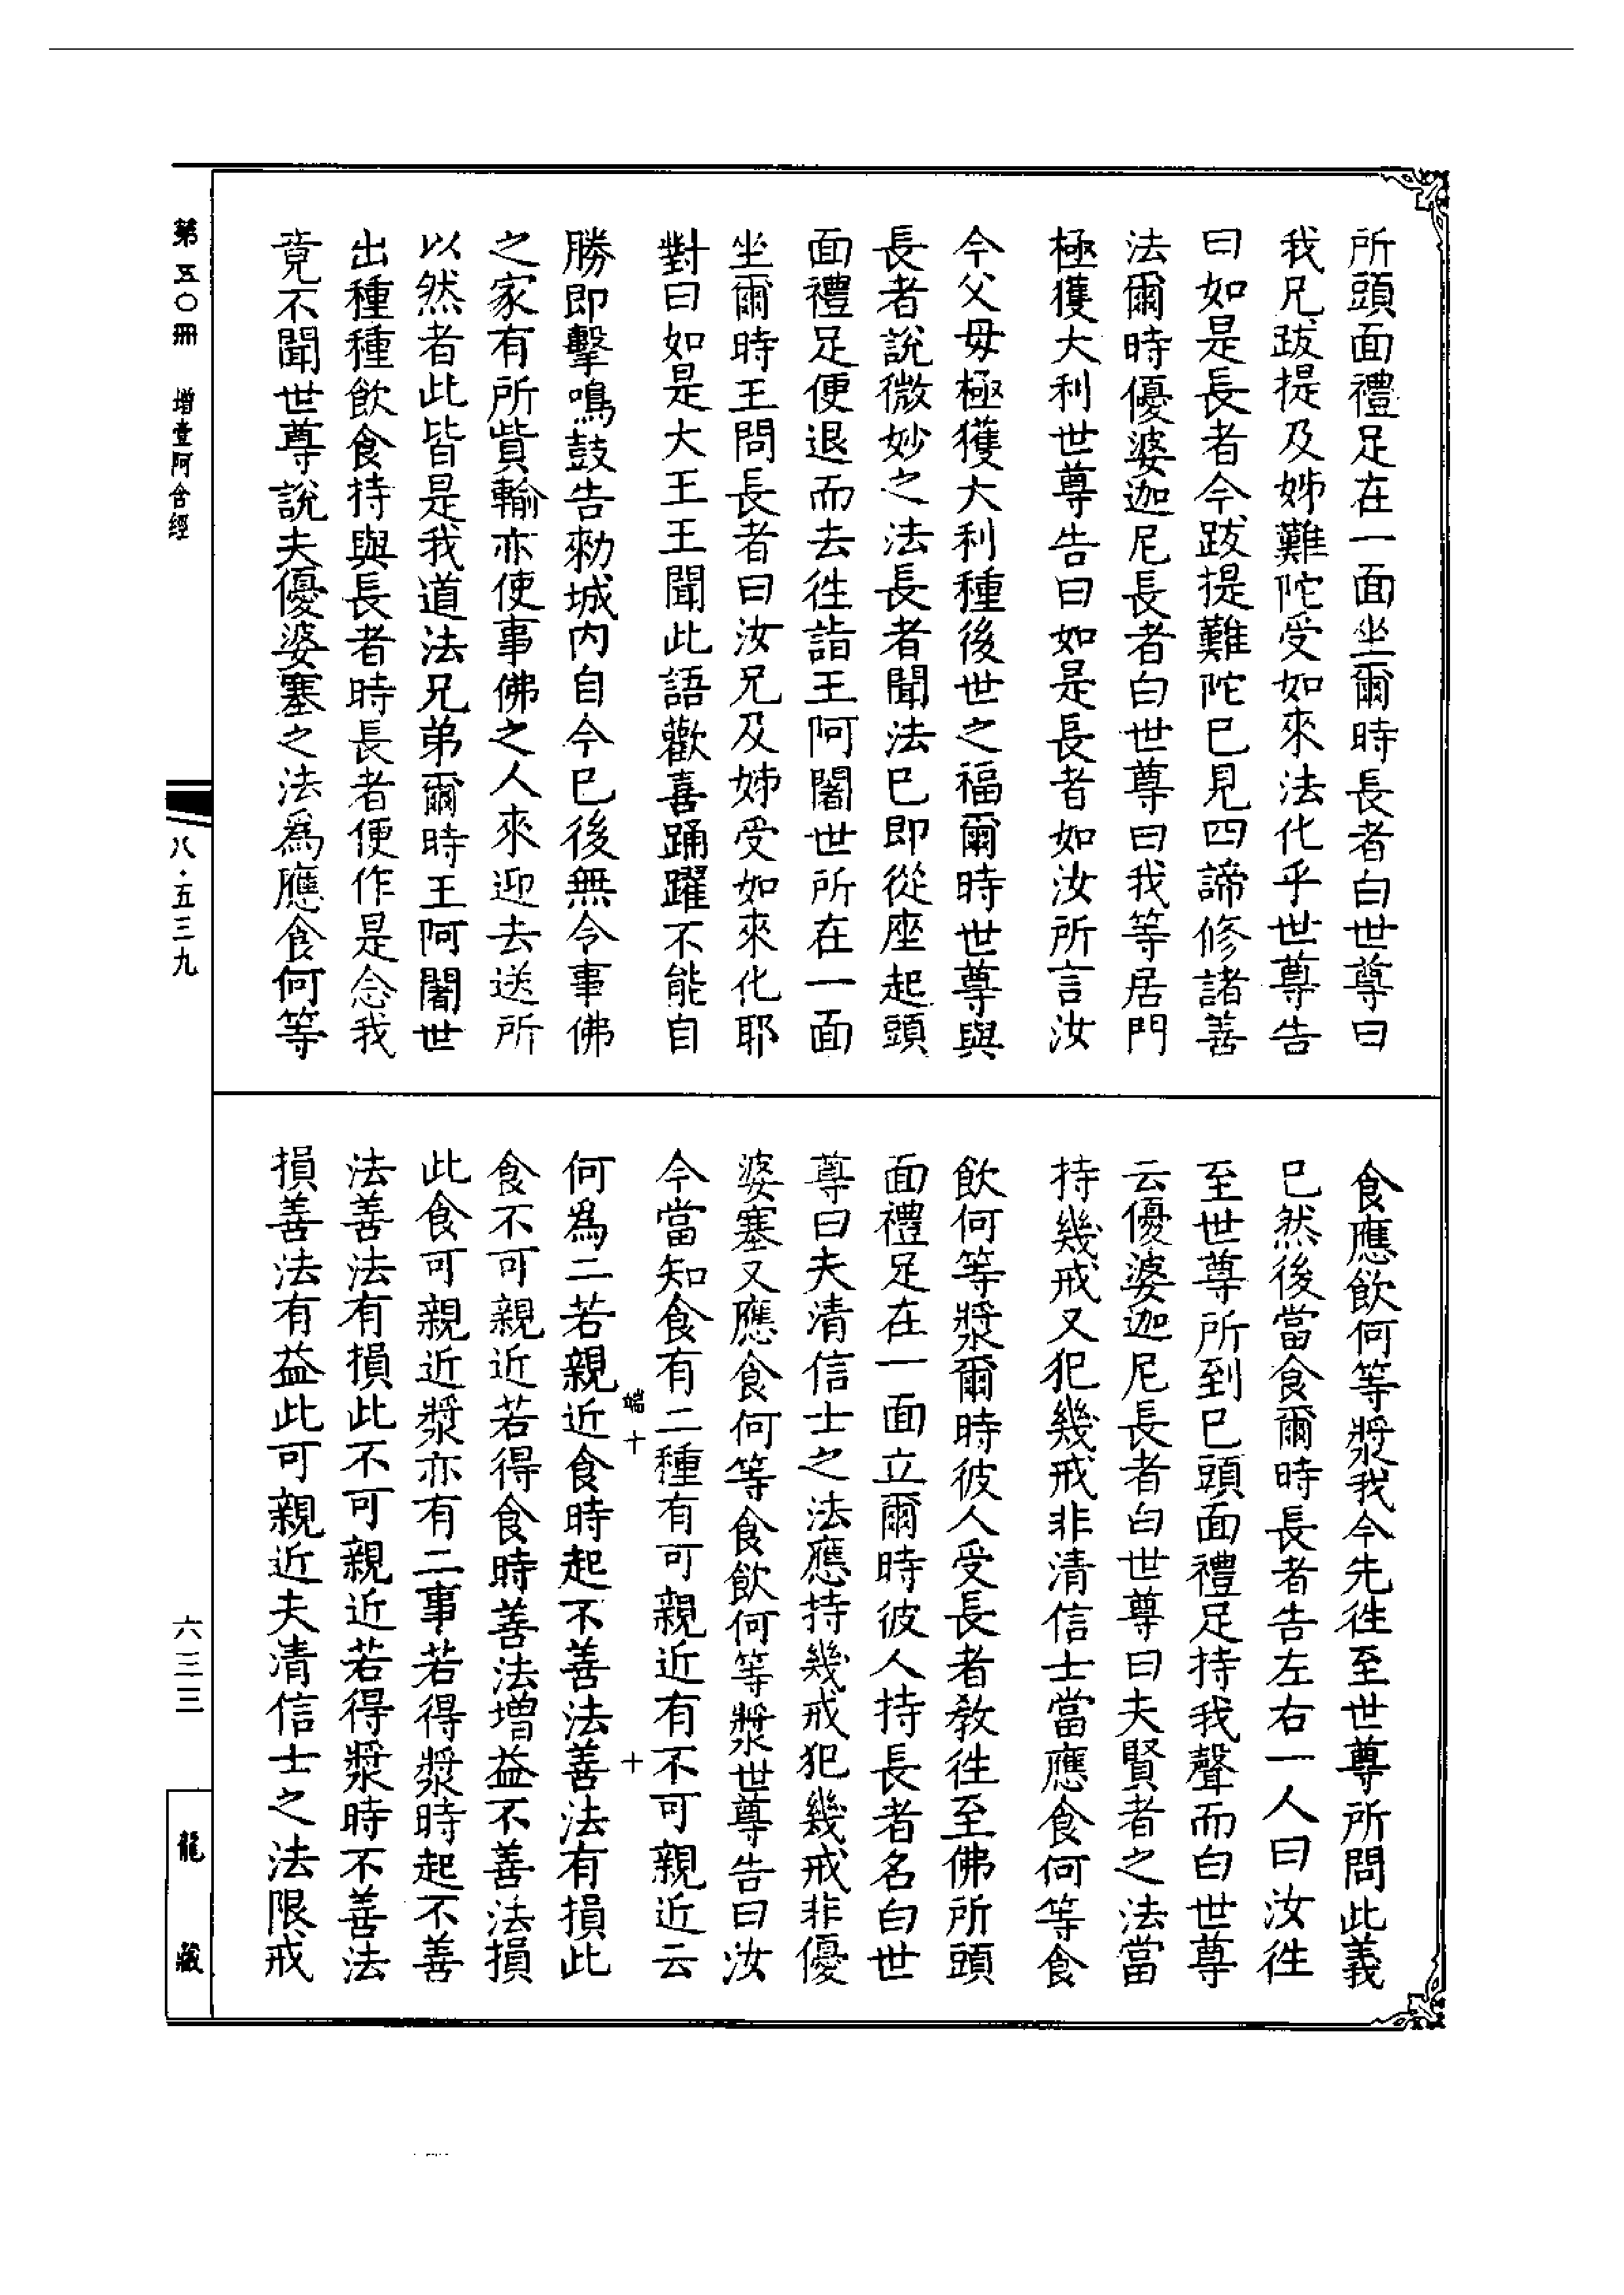 所頭面禮足在一面坐爾時長者白世尊曰
我兄跋提及姊難陀受如來法化乎世尊告
曰如是長者今跋提難陀巳見四諦修諸善
法爾時優婆迦尼長者白世尊曰我等居門
極獲大利世尊告曰如是長者如汝所言汝
今父母極獲大利種後世之福爾時世尊與
長者說微妙之法長者聞法巳即從座起頭
面禮足便退而去徃詣王阿闍世所在一面
坐爾時王問長者曰汝兄及姊受如來化耶
對曰如是大王王聞此語歡喜踊躍不能自
勝即擊鳴鼓告勑城内自今巳後無令事佛
之家有所貲輸亦使事佛之人來迎去送所
以然者此皆是我道法兄弟爾時王阿闍世
出種種飲食持與長者時長者便作是念我
竟不聞世尊說夫優婆塞之法爲應食何等
食應飲何等漿我今先徃至世尊所問此義
巳然後當食爾時長者告左右一人曰汝徃
至世尊所到巳頭面禮足持我聲而白世尊
云優婆迦尼長者白世尊曰夫賢者之法當
持幾戒又犯幾戒非清信士當應食何等食
飲何等漿爾時彼人受長者教徃至佛所頭
面禮足在一面立爾時彼人持長者名白世
尊曰夫清信士之法應持幾戒犯幾戒非優
婆塞又應食何等食飲何等漿世尊告曰汝
今當知食有二種有可親近有不可親近云
何爲二若親近食時起不善法善法有損此
食不可親近若得食時善法增益不善法損
此食可親近漿亦有二事若得漿時起不善
法善法有損此不可親近若得漿時不善法
損善法有益此可親近夫清信士之法限戒
端十
十
第五〇冊 增壹阿含經
八·五三九
六三三
龍藏